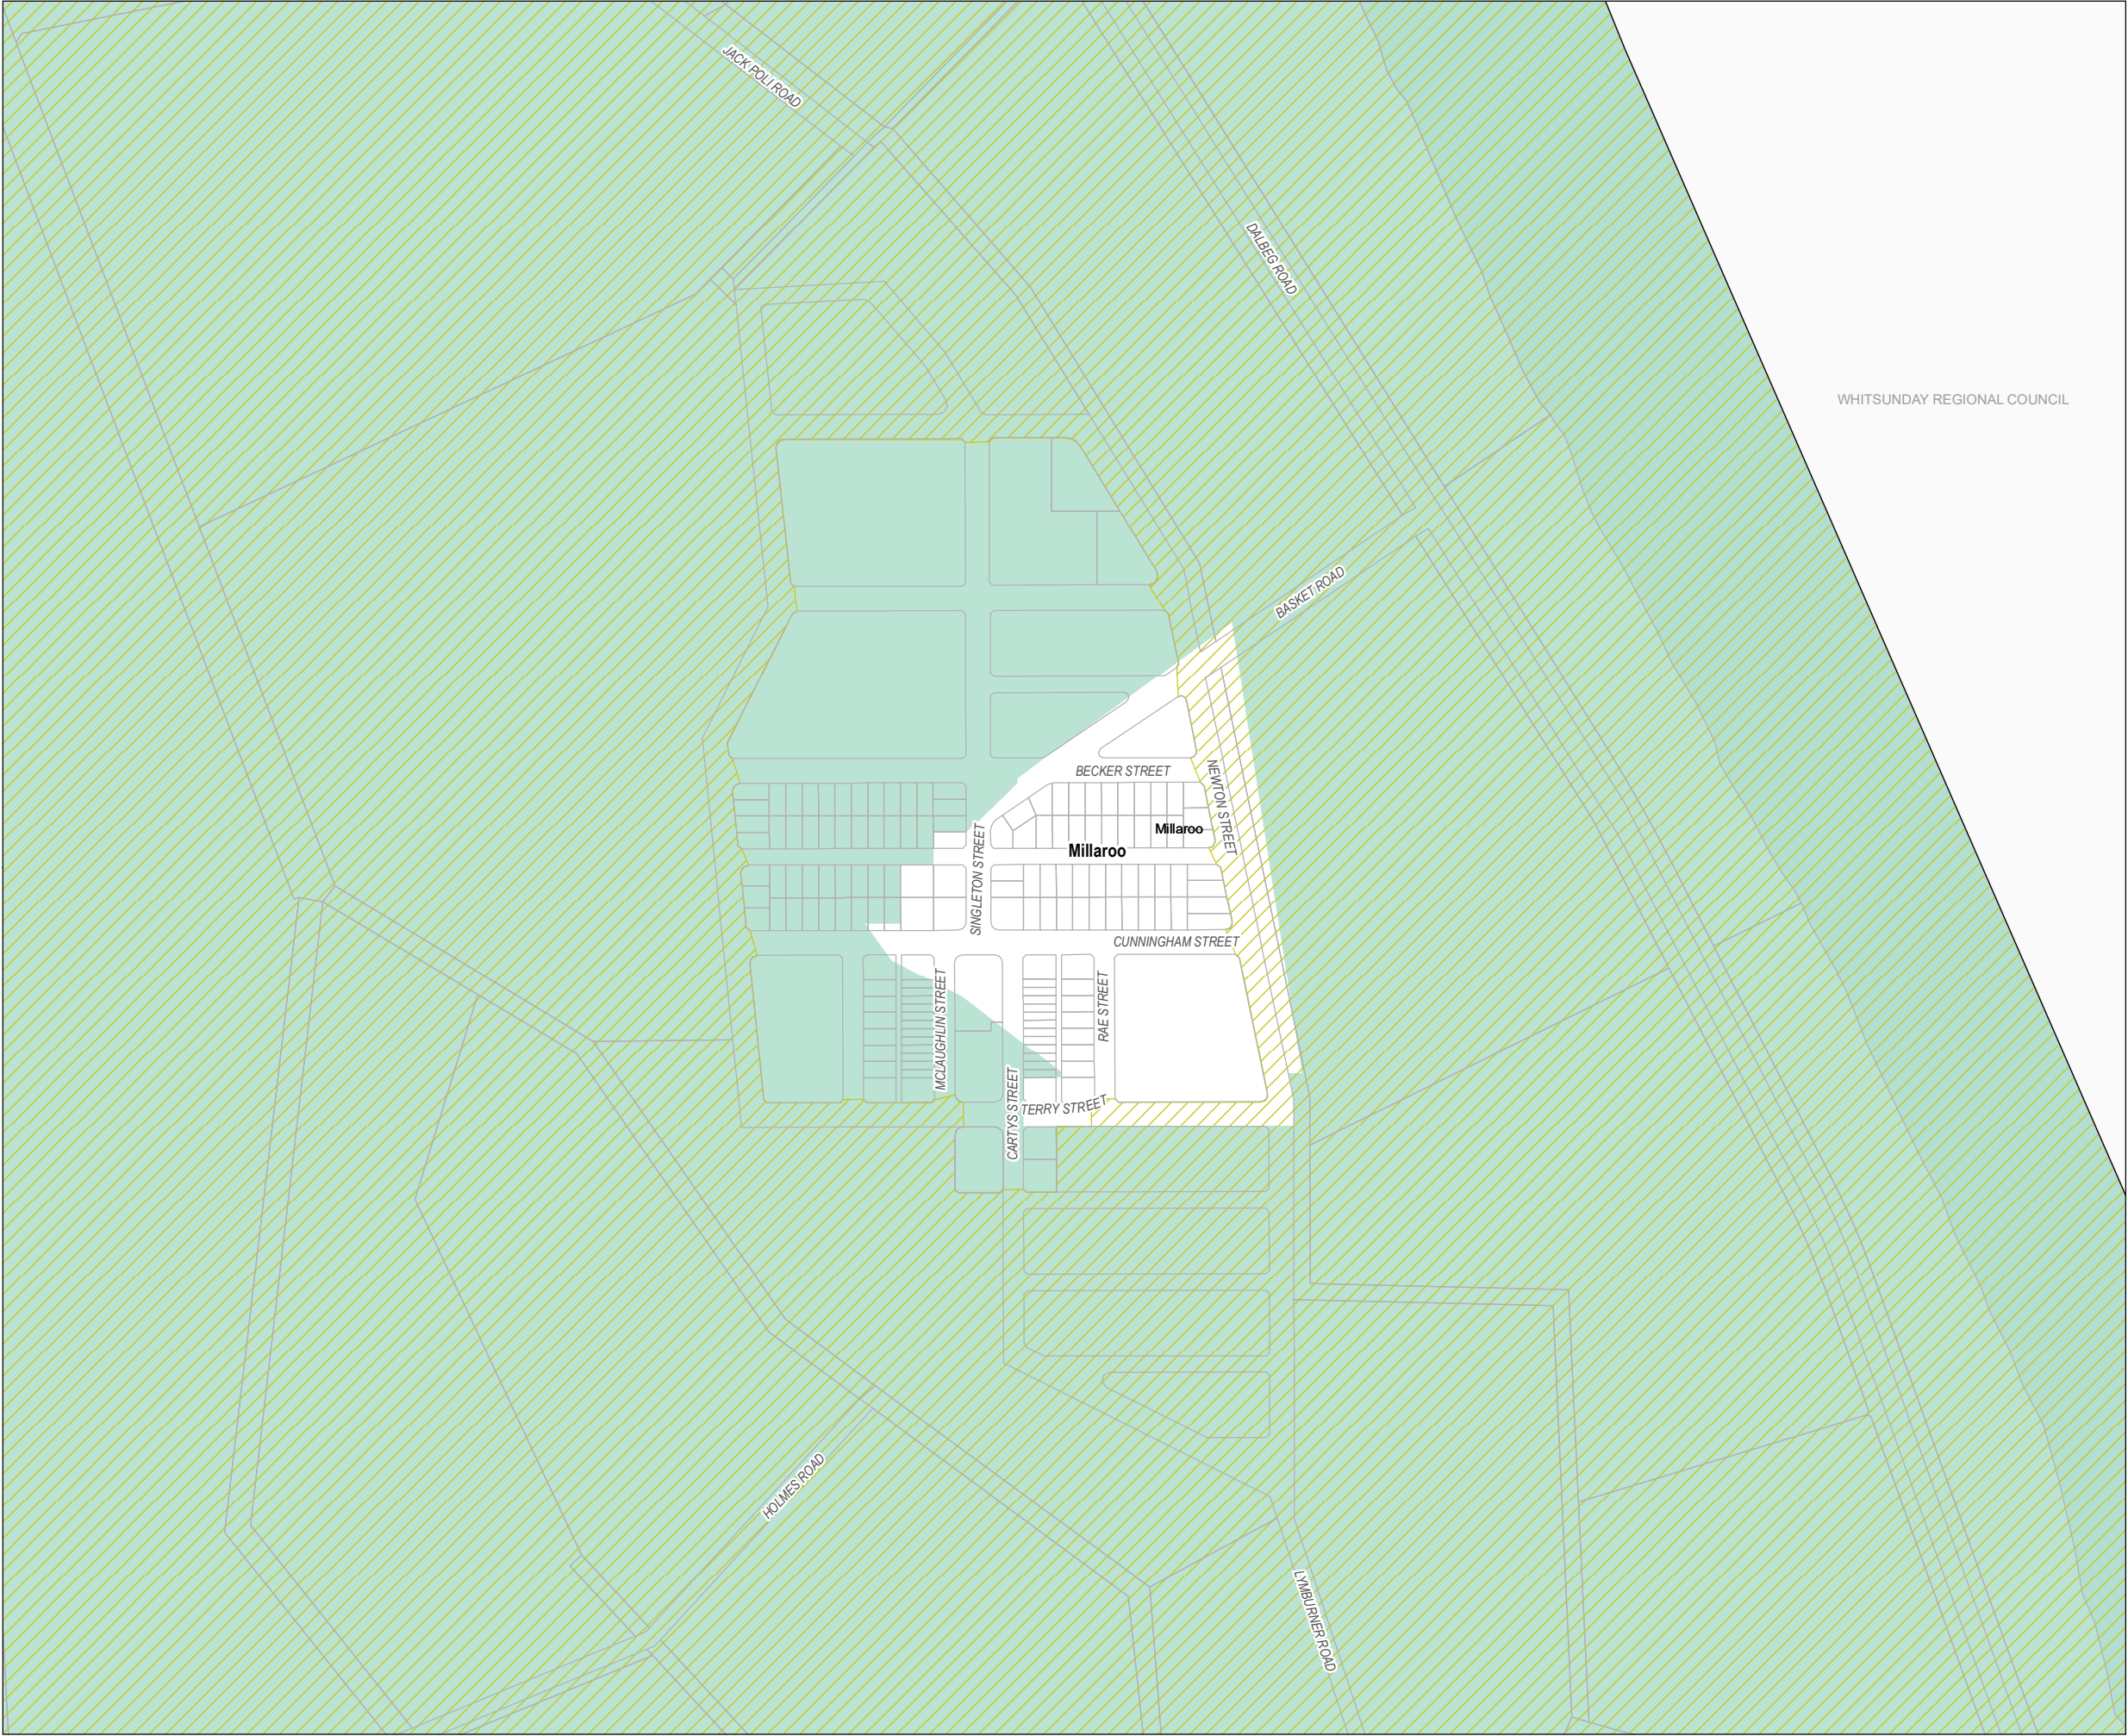 JACK POLI ROAD
DALBEG ROAD
WHITSUNDAY REGIONAL COUNCIL
BASKET ROAD
BECKER STREET
NEWTON STREET
Millaroo
Millaroo
SINGLETON STREET
CUNNINGHAM STREET
MCLAUGHLIN STREET
RAE STREET
CARTYS STREET
TERRY STREET
HOLMES ROAD
LYMBURNER ROAD